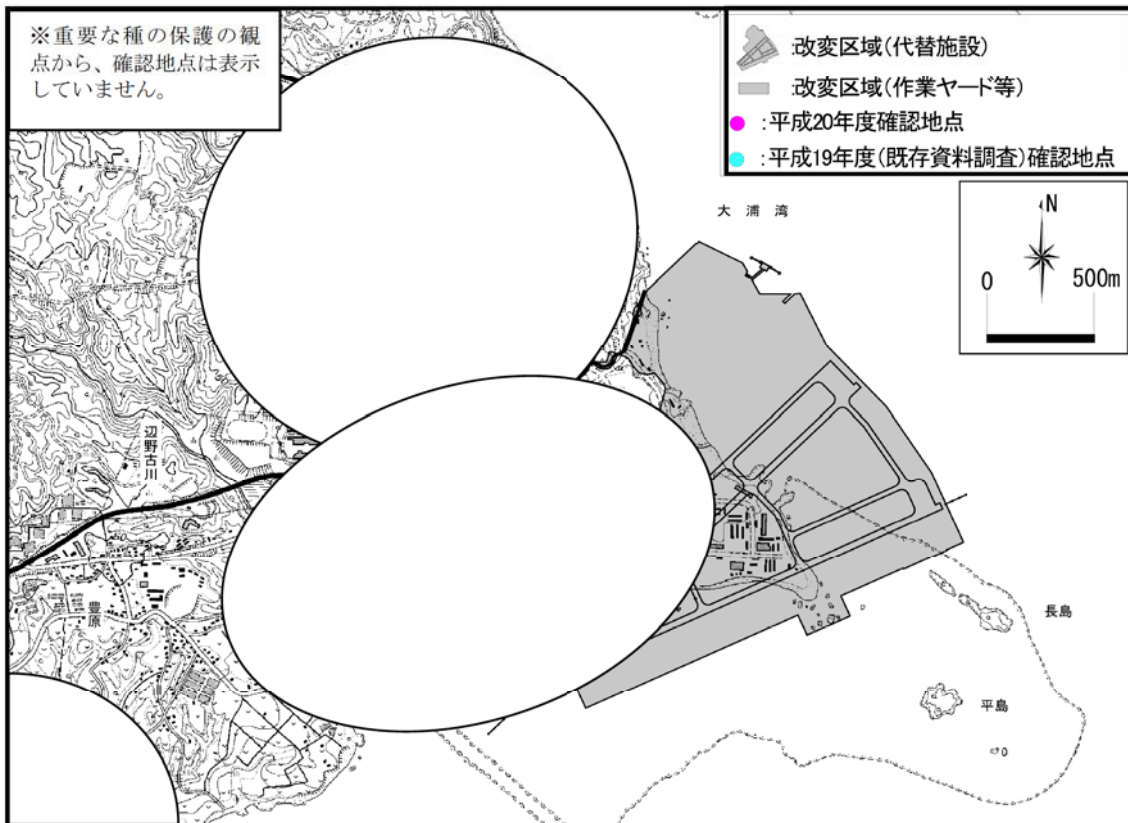 ※重要な種の保護の観
点から、確認地点は表示
していません。
:改変区域(代替施設)
:改変区域(作業ヤード等)
:平成20年度確認地点
:平成19年度(既存資料調査)確認地点
大浦湾
N
0 500m
辺野古川
豊原
長島
平島